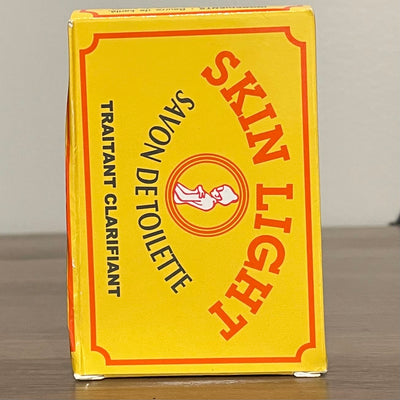 SKIN LIGHT
SAVON DE TOILETTE
TRAITANT CLARIFIANT